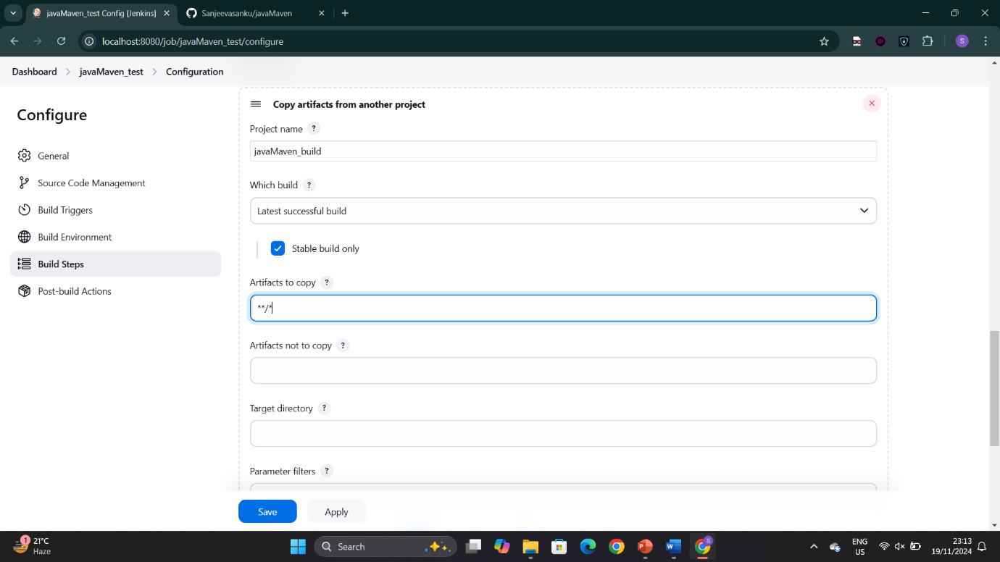 javaMaven_test Config [Jenkins]
Sanjeevasanku/javaMaven
localhost:8080/job/javaMaven_test/configure
S
Dashboard > javaMaven_test > Configuration
Configure
General
Source Code Management
Build Triggers
Build Environment
Build Steps
Post-build Actions
Copy artifacts from another project
Project name ?
javaMaven_build
Which build ?
Latest successful build
Stable build only
Artifacts to copy ?
**/*
Artifacts not to copy ?
Target directory ?
Parameter filters ?
Save
Apply
1
21°C
Haze
Search
ENG
US
23:13
19/11/2024